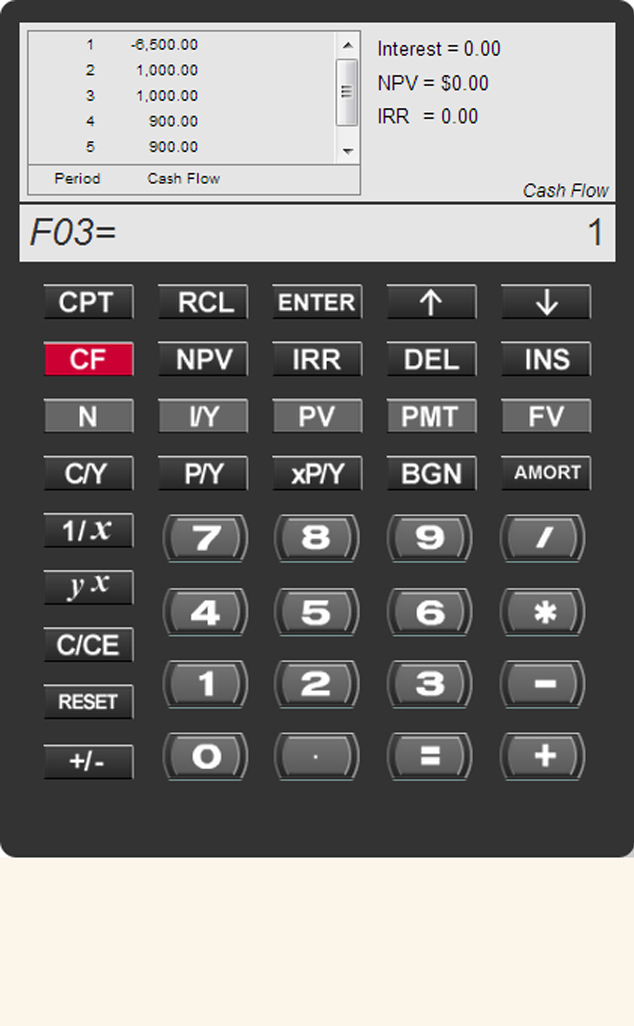 1 -6,500.00
2 1,000.00
3 1,000.00
4 900.00
5 900.00
Period Cash Flow
Interest = 0.00
NPV = $0.00
IRR = 0.00
Cash Flow
F03= 1
CPT RCL ENTER ↑ ↓
CF NPV IRR DEL INS
N I/Y PV PMT FV
C/Y P/Y xP/Y BGN AMORT
1/x 7 8 9 /
y x 4 5 6 *
C/CE 1 2 3 -
RESET
+/- 0 . = +